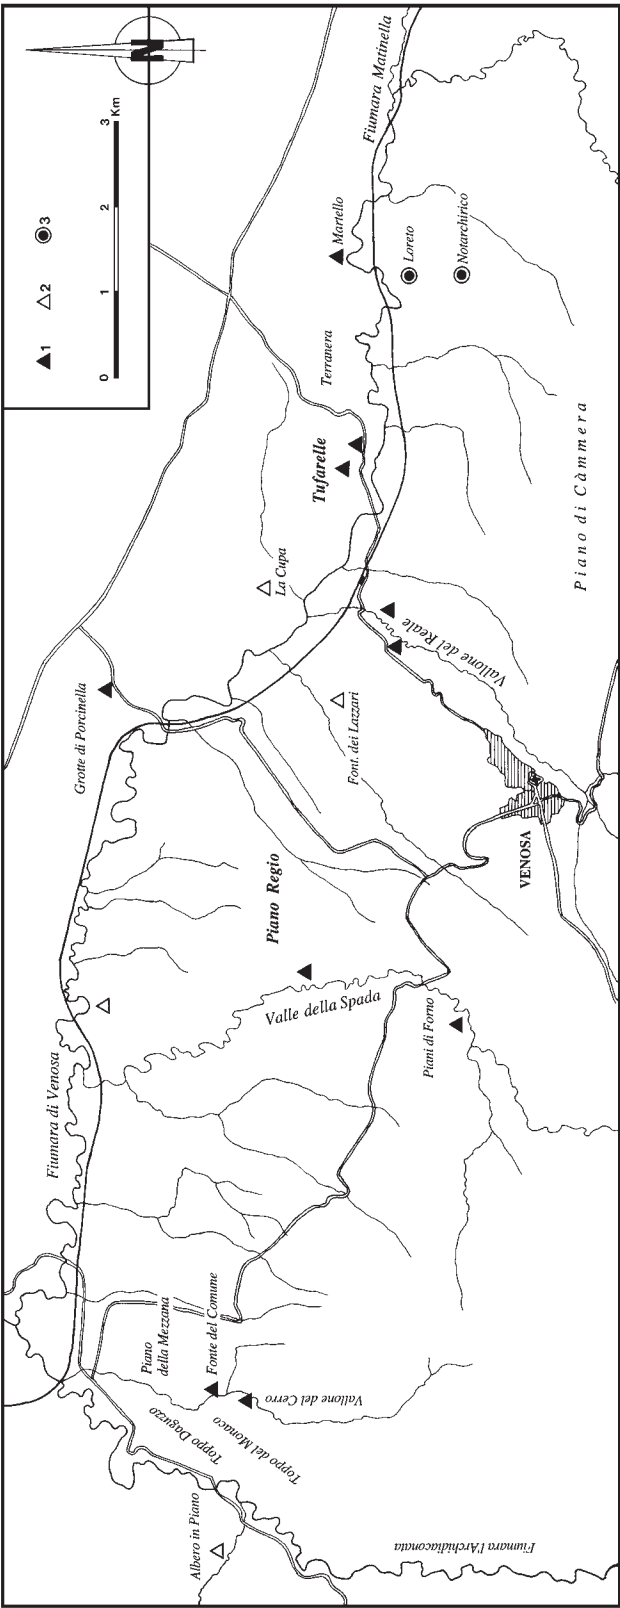 N
3
2
1
0
Km
1
2
3
Fiumara Matinella
Martello
Loreto
Notarchirico
Terranera
Tufarelle
Piano di Càmmera
La Cupa
Vallone del Reale
Grotte di Porcinella
Font. dei Lazzari
VENOSA
Piano Regio
Valle della Spada
Piani di Forno
Fiumara di Venosa
Piano
della Mezzana
Fonte del Comune
Vallone del Cerro
Toppo Daguzzo
Toppo del Monaco
Albero in Piano
Fiumara l'Archidiaconata